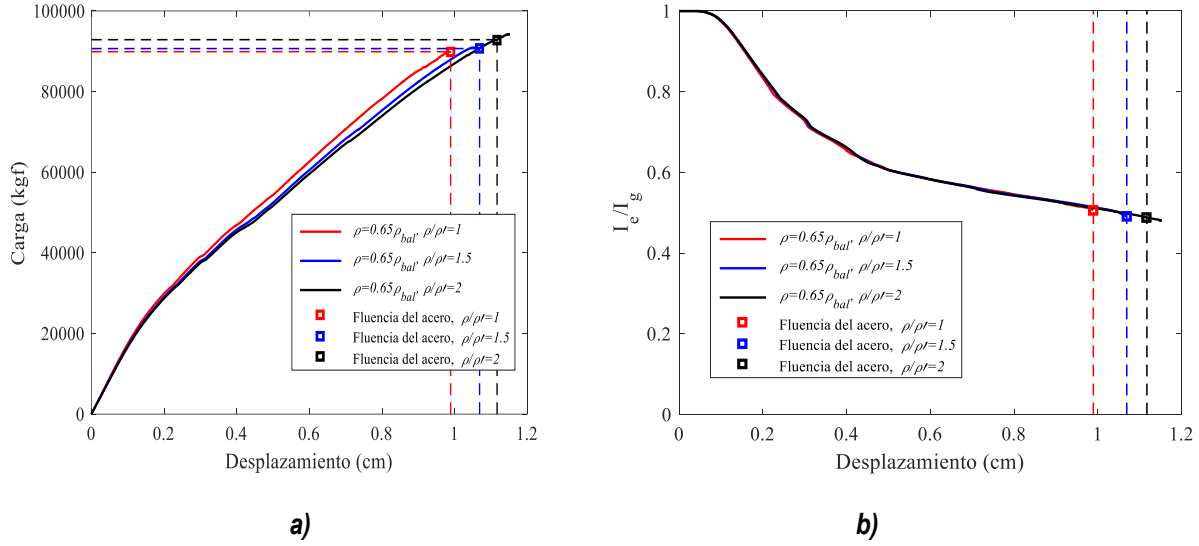 100000
90000
80000
60000
40000
20000
0
Carga (kgf)
0 0.2 0.4 0.6 0.8 1 1.2
Desplazamiento (cm)
ρ=0.65ρbal, ρ/ρ′=1
ρ=0.65ρbal, ρ/ρ′=1.5
ρ=0.65ρbal, ρ/ρ′=2
Fluencia del acero, ρ/ρ′=1
Fluencia del acero, ρ/ρ′=1.5
Fluencia del acero, ρ/ρ′=2
a)
1
0.8
0.6
0.4
0.2
0
Ie/Ig
0 0.2 0.4 0.6 0.8 1 1.2
Desplazamiento (cm)
ρ=0.65ρbal, ρ/ρ′=1
ρ=0.65ρbal, ρ/ρ′=1.5
ρ=0.65ρbal, ρ/ρ′=2
Fluencia del acero, ρ/ρ′=1
Fluencia del acero, ρ/ρ′=1.5
Fluencia del acero, ρ/ρ′=2
b)